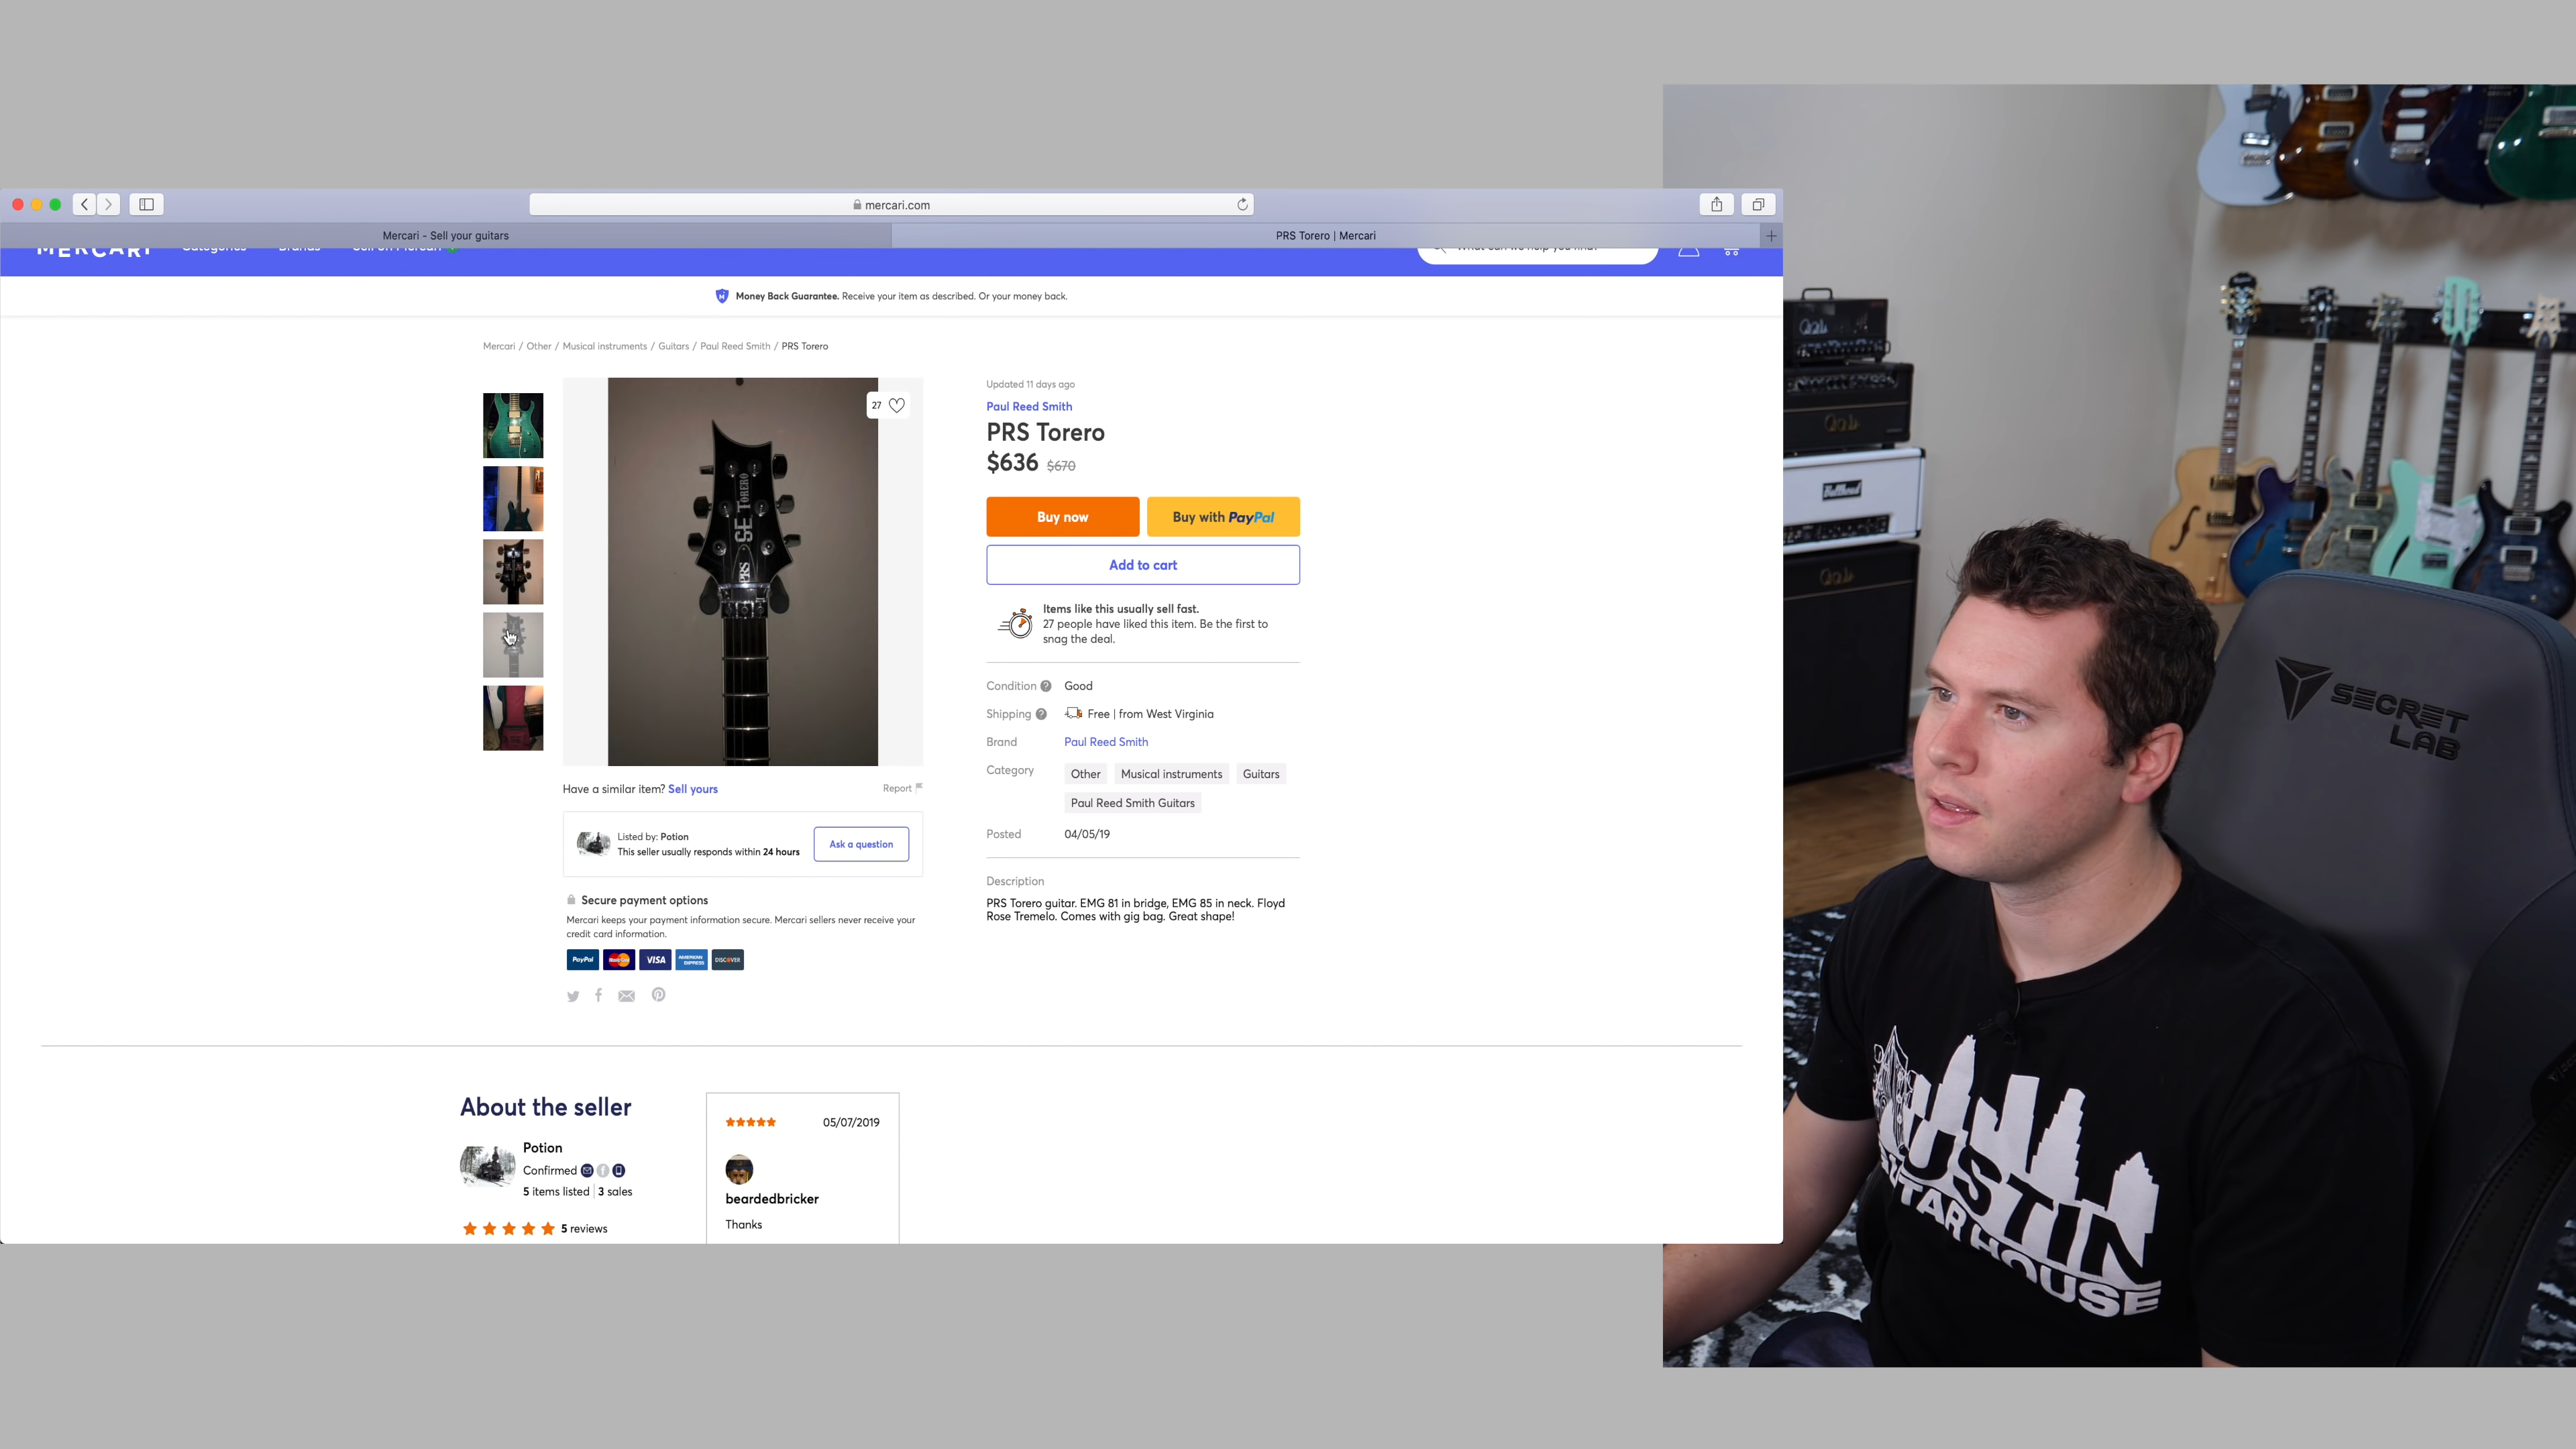 mercari.com
Mercari - Sell your guitars
PRS Torero | Mercari
MERCARI
Categories
Brands
Money Back Guarantee. Receive your item as described. Or your money back.
Mercari / Other / Musical instruments / Guitars / Paul Reed Smith / PRS Torero
27
SE TORERO
PRS
Updated 11 days ago
Paul Reed Smith
PRS Torero
$636 $670
Buy now
Buy with PayPal
Add to cart
Items like this usually sell fast.
27 people have liked this item. Be the first to
snag the deal.
Condition ? Good
Shipping ? Free | from West Virginia
Brand Paul Reed Smith
Category Other Musical instruments Guitars
Paul Reed Smith Guitars
Posted 04/05/19
Description
PRS Torero guitar. EMG 81 in bridge, EMG 85 in neck. Floyd
Rose Tremelo. Comes with gig bag. Great shape!
Have a similar item? Sell yours
Report
Listed by: Potion
This seller usually responds within 24 hours
Ask a question
Secure payment options
Mercari keeps your payment information secure. Mercari sellers never receive your
credit card information.
PayPal
MasterCard
VISA
AMERICAN EXPRESS
DISCOVER
About the seller
Potion
Confirmed
5 items listed | 3 sales
5 reviews
05/07/2019
beardedbricker
Thanks
SECRET
LAB